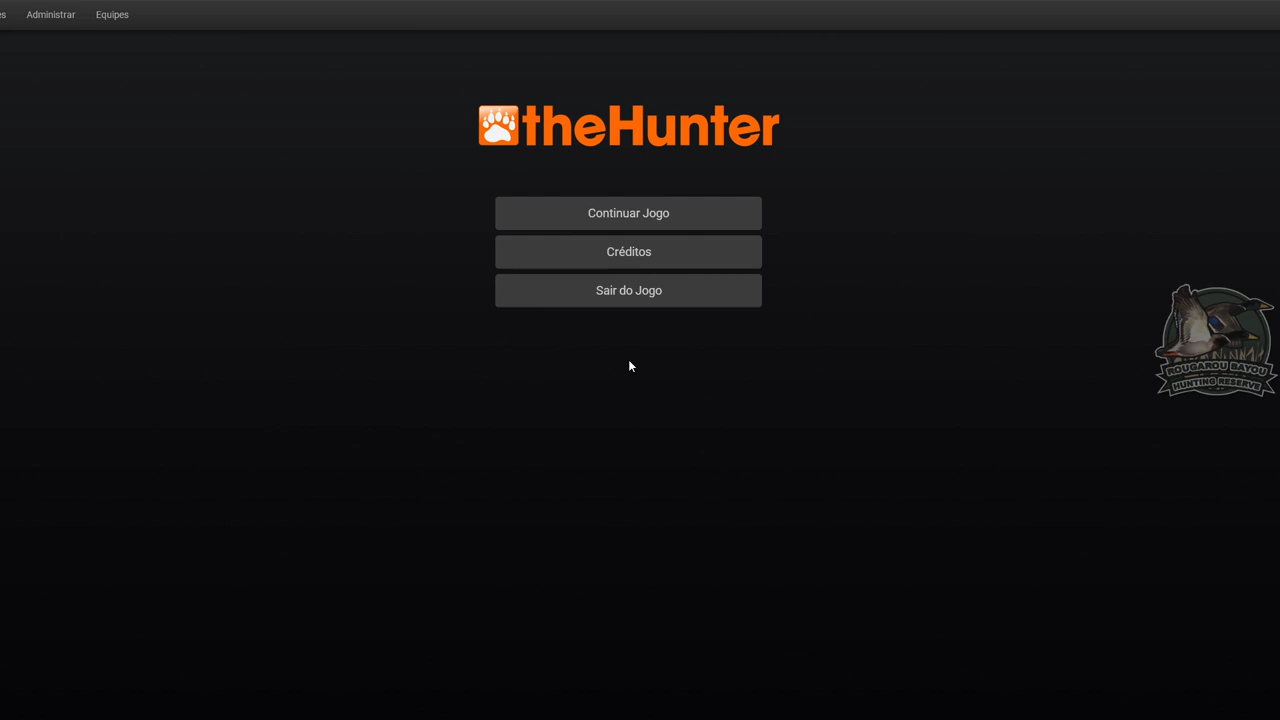 es
Administrar
Equipes
theHunter
Continuar Jogo
Créditos
Sair do Jogo
ROUGAROU BAYOU
HUNTING RESERVE